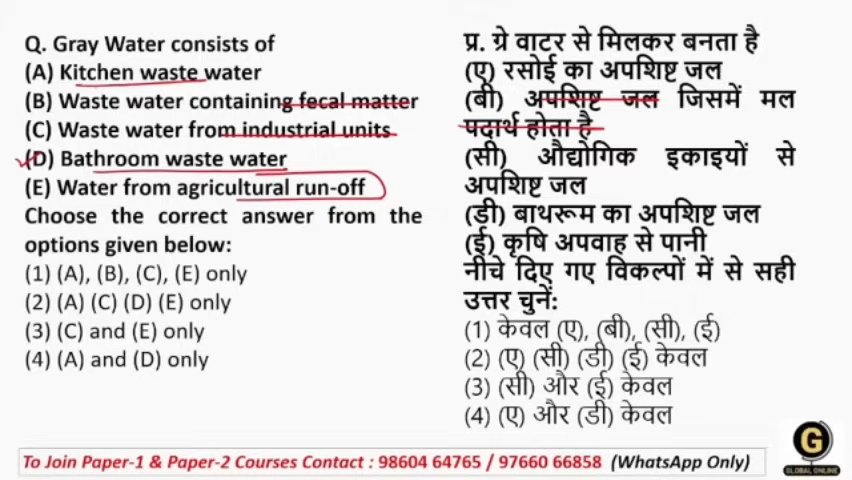 Q. Gray Water consists of
(A) Kitchen waste water
(B) Waste water containing fecal matter
(C) Waste water from industrial units.
(D) Bathroom waste water
(E) Water from agricultural run-off
Choose the correct answer from the
options given below:
(1) (A), (B), (C), (E) only
(2) (A) (C) (D) (E) only
(3) (C) and (E) only
(4) (A) and (D) only
प्र. ग्रे वाटर से मिलकर बनता है
(ए) रसोई का अपशिष्ट जल
(बी) अपशिष्ट जल जिसमें मल
पदार्थ होता है
(सी) औद्योगिक इकाइयों से
अपशिष्ट जल
(डी) बाथरूम का अपशिष्ट जल
(ई) कृषि अपवाह से पानी
नीचे दिए गए विकल्पों में से सही
उत्तर चुनें:
(1) केवल (ए), (बी), (सी), (ई)
(2) (ए) (सी) (डी) (ई) केवल
(3) (सी) और (ई) केवल
(4) (ए) और (डी) केवल
To Join Paper-1 & Paper-2 Courses Contact : 98604 64765 / 97660 66858 (WhatsApp Only)
G
GLOBAL ONLINE